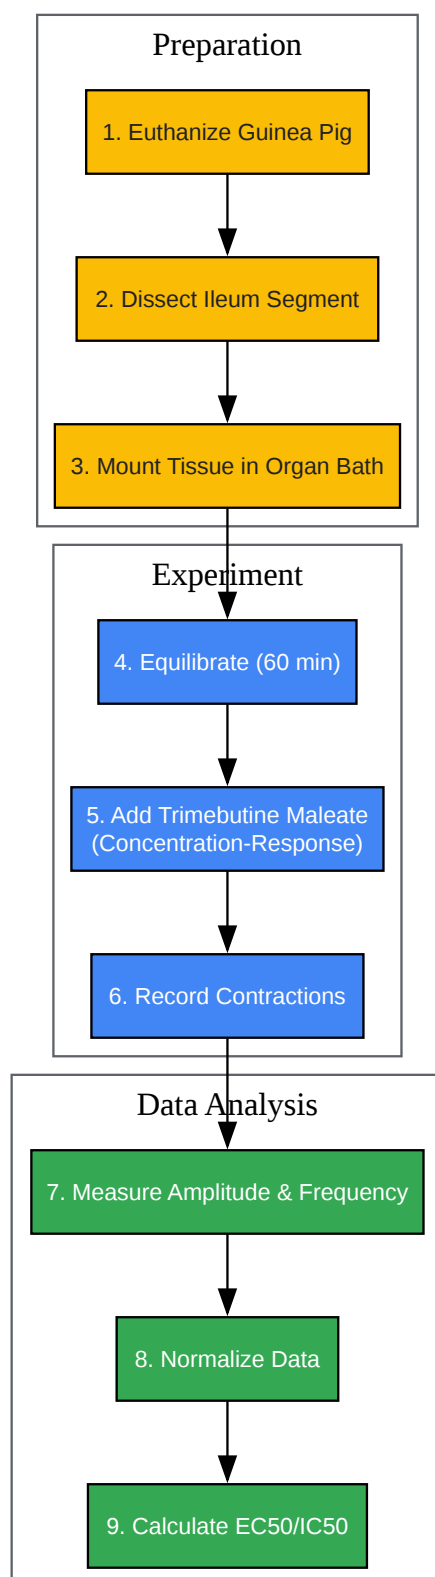 Preparation
1. Euthanize Guinea Pig
2. Dissect Ileum Segment
3. Mount Tissue in Organ Bath
Experiment
4. Equilibrate (60 min)
5. Add Trimebutine Maleate
(Concentration-Response)
6. Record Contractions
Data Analysis
7. Measure Amplitude & Frequency
8. Normalize Data
9. Calculate EC50/IC50